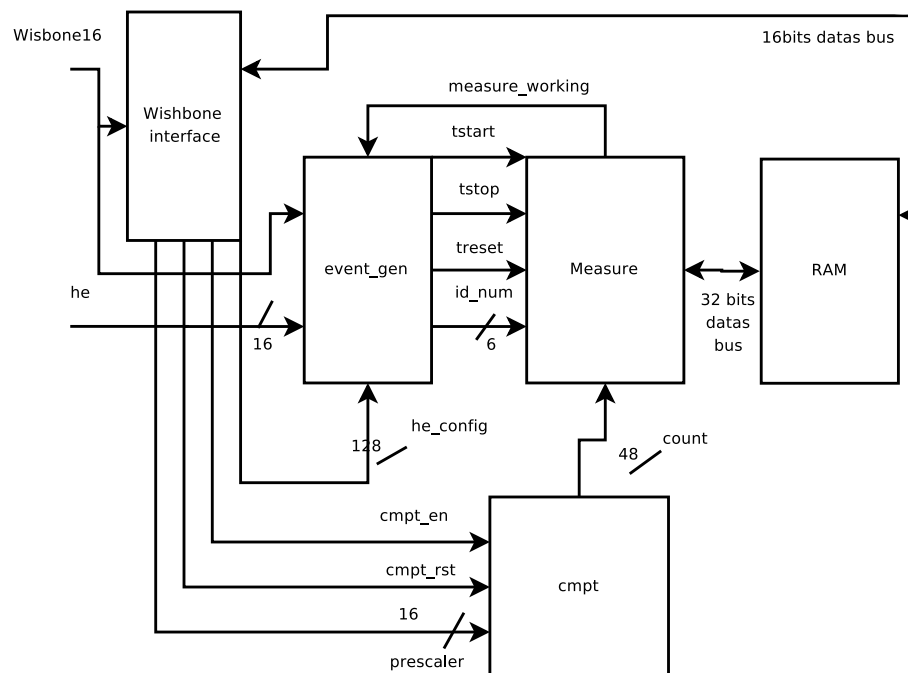 Wisbone16
16bits datas bus
Wishbone
interface
measure_working
tstart
tstop
treset
id_num
6
he
16
event_gen
Measure
RAM
32 bits
datas
bus
128
he_config
48
count
cmpt_en
cmpt_rst
16
prescaler
cmpt